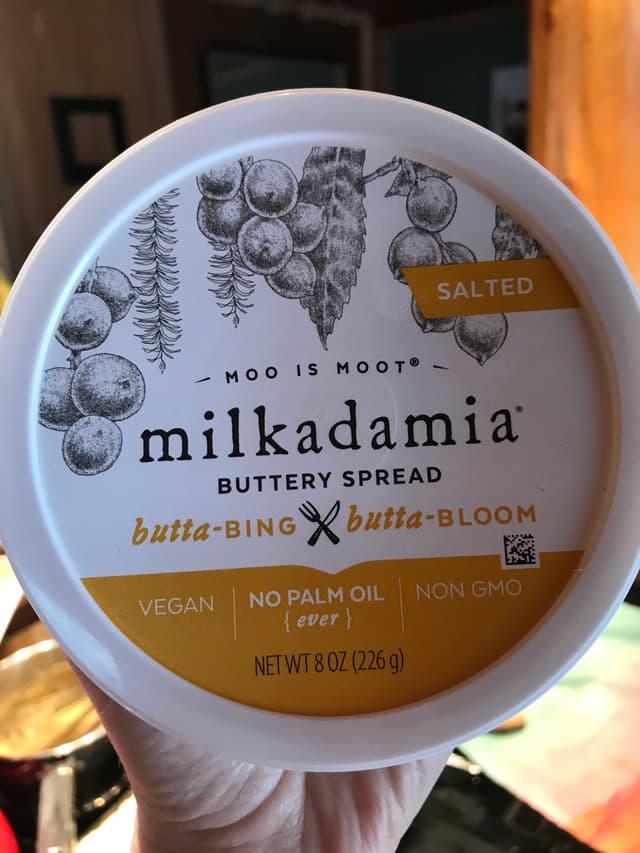 SALTED
MOO IS MOOT®
milkadamia®
BUTTERY SPREAD
butta-BING butta-BLOOM
VEGAN NO PALM OIL NON GMO
{ever}
NET WT 8 OZ (226 g)